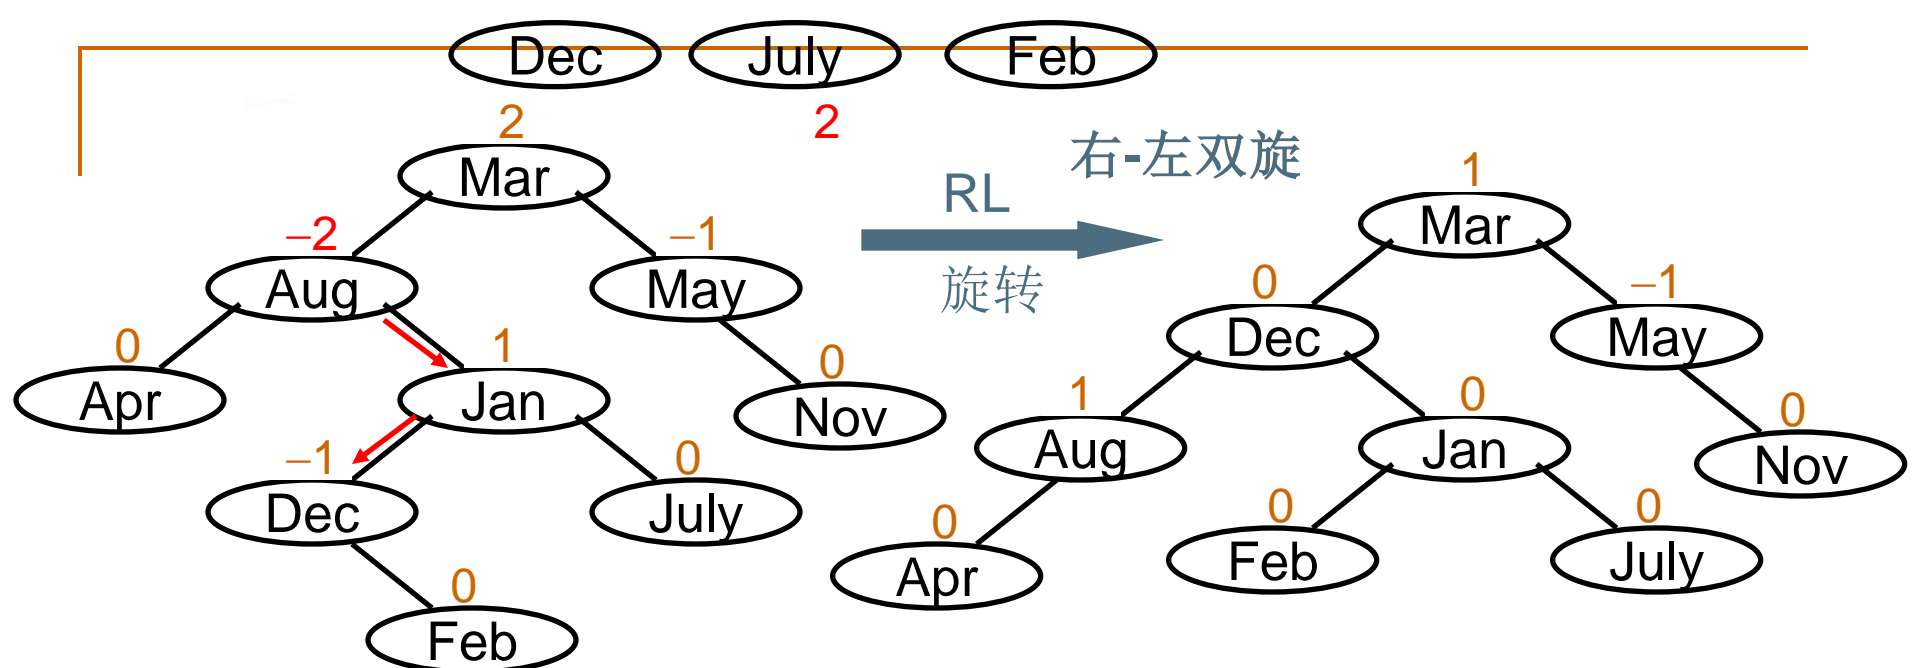 Dec July Feb
2 2
Mar
右-左双旋
1
RL
Mar
−2 −1
Aug May
旋转
0 −1
Dec May
0 1 0
Apr Jan Nov
1 0 0
Aug Jan Nov
−1 0
Dec July
0 0 0
Apr Feb July
0
Feb